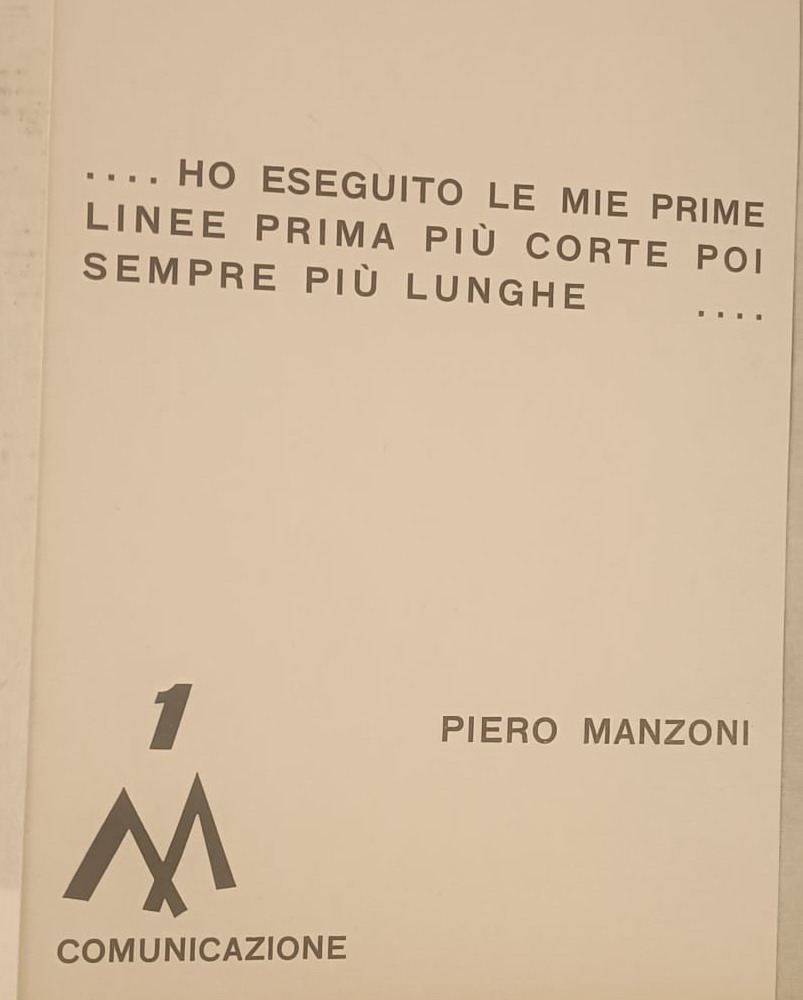 .... HO ESEGUITO LE MIE PRIME
LINEE PRIMA PIÙ CORTE POI
SEMPRE PIÙ LUNGHE ....
1
PIERO MANZONI
M
COMUNICAZIONE